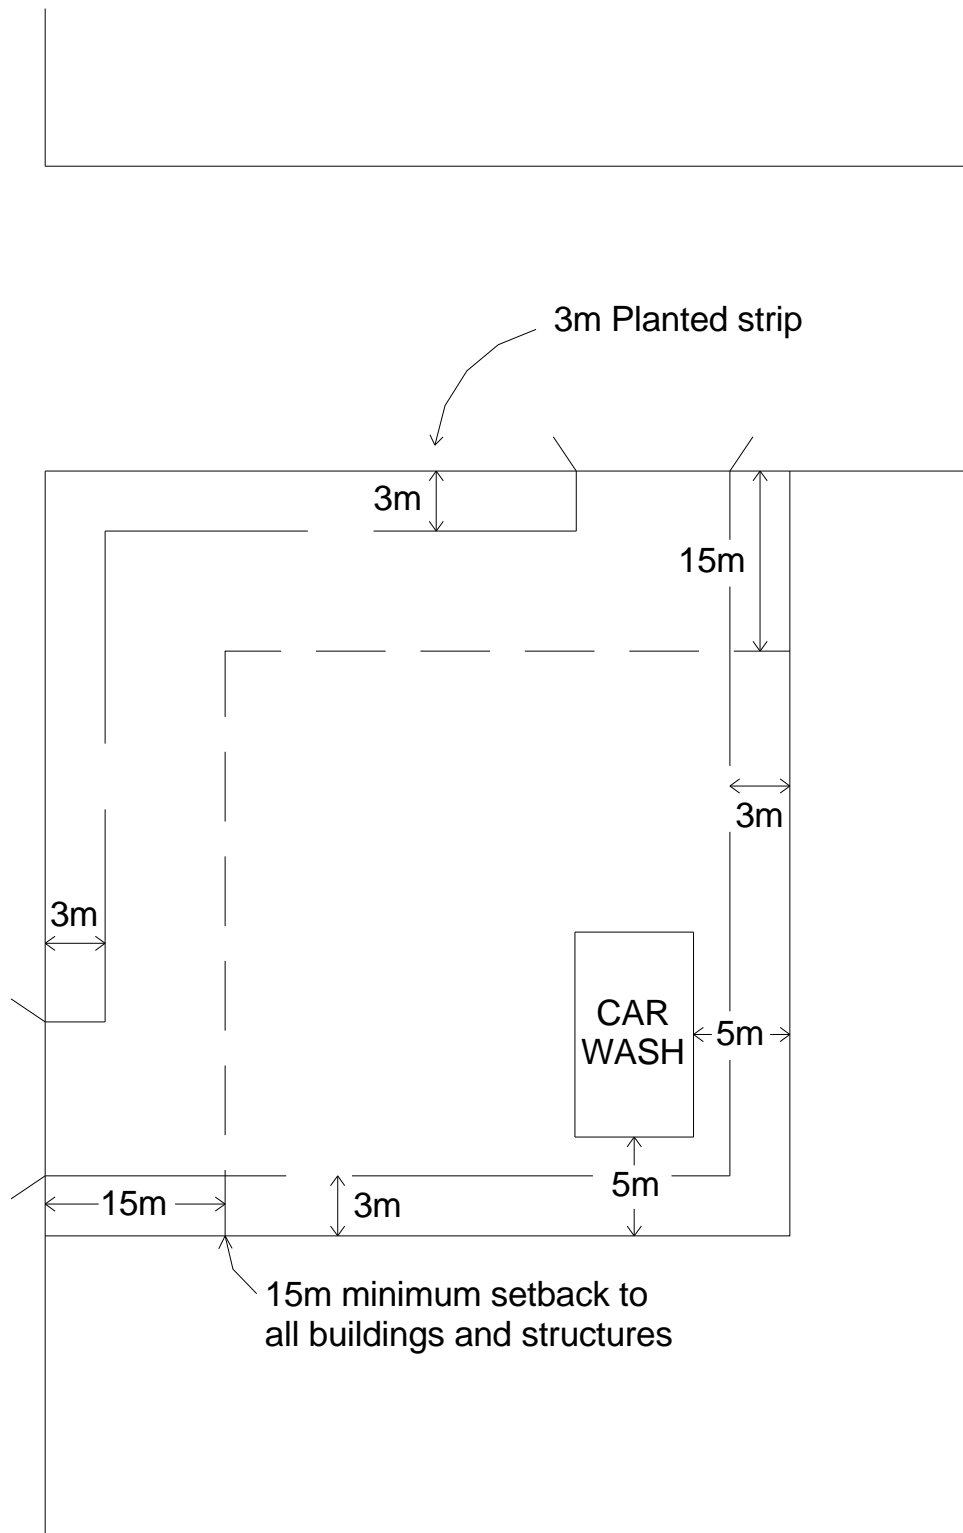 3m Planted strip
3m
15m
3m
3m
CAR
WASH
5m
5m
15m
3m
15m minimum setback to
all buildings and structures